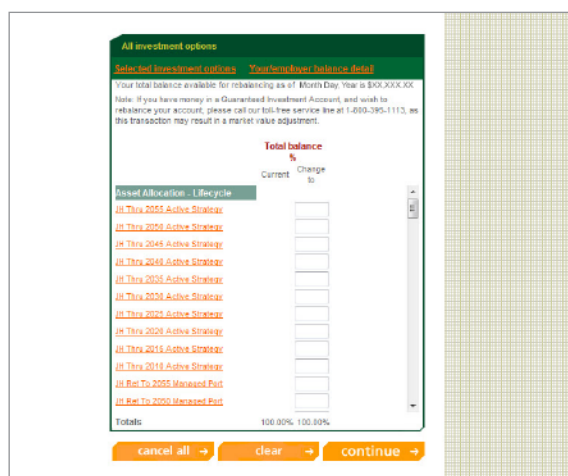 All investment options
Selected investment options Your/employer balance detail
Your total balance available for rebalancing as of Month Day, Year is $XX,XXX.XX
Note: If you have money in a Guaranteed Investment Account, and wish to
rebalance your account, please call our toll-free service line at 1-800-395-1113, as
this transaction may result in a market value adjustment.
Total balance
%
Current Change
to
Asset Allocation - Lifecycle
JH Thru 2055 Active Strategy
JH Thru 2050 Active Strategy
JH Thru 2045 Active Strategy
JH Thru 2040 Active Strategy
JH Thru 2035 Active Strategy
JH Thru 2030 Active Strategy
JH Thru 2025 Active Strategy
JH Thru 2020 Active Strategy
JH Thru 2015 Active Strategy
JH Thru 2010 Active Strategy
JH Ret To 2055 Managed Port
JH Ret To 2050 Managed Port
Totals 100.00% 100.00%
cancel all clear continue